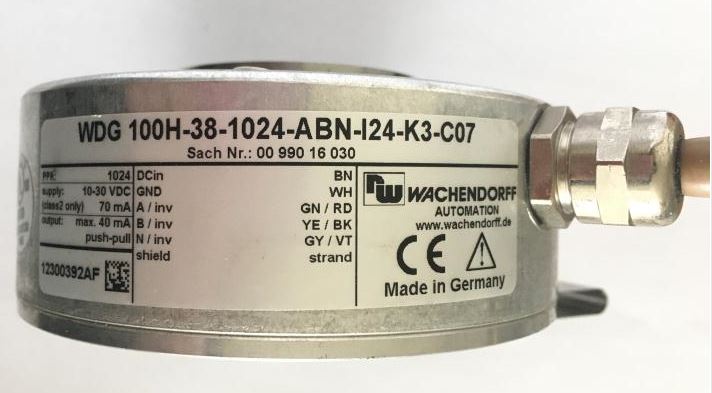 WDG 100H-38-1024-ABN-I24-K3-C07
Sach Nr.: 00 990 16 030
PPR: 1024 DCin BN
supply: 10-30 VDC GND WH
(class2 only) 70 mA A / inv GN / RD
output: max. 40 mA B / inv YE / BK
push-pull N / inv GY / VT
shield strand
12300392AF
WACHENDORFF
AUTOMATION
www.wachendorff.de
CE
Made in Germany